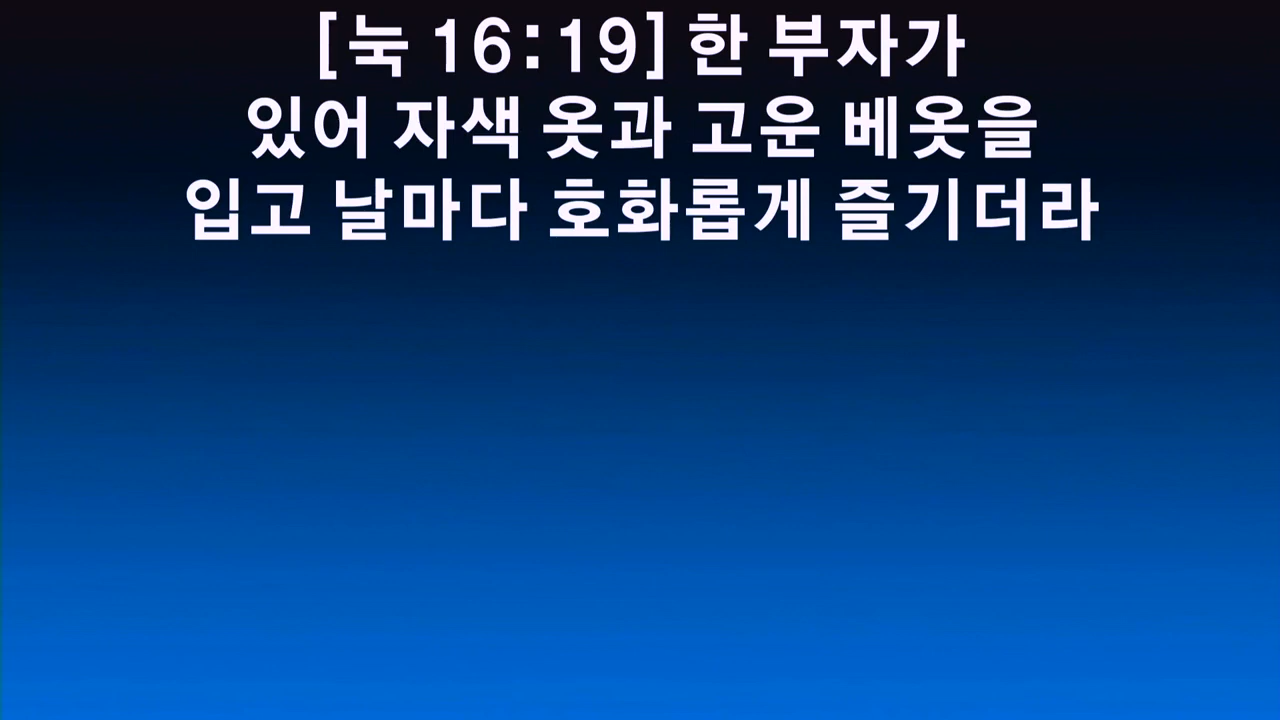 [눅 16:19] 한 부자가
있어 자색 옷과 고운 베옷을
입고 날마다 호화롭게 즐기더라